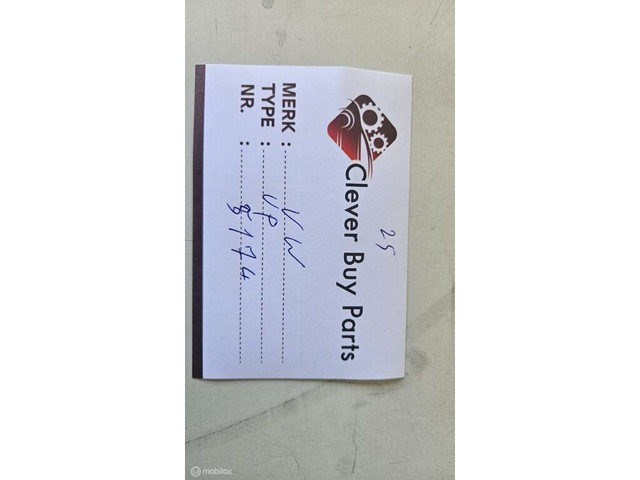 25
Clever Buy Parts
MERK : VW
TYPE : UP
NR. : 8174
mobilox